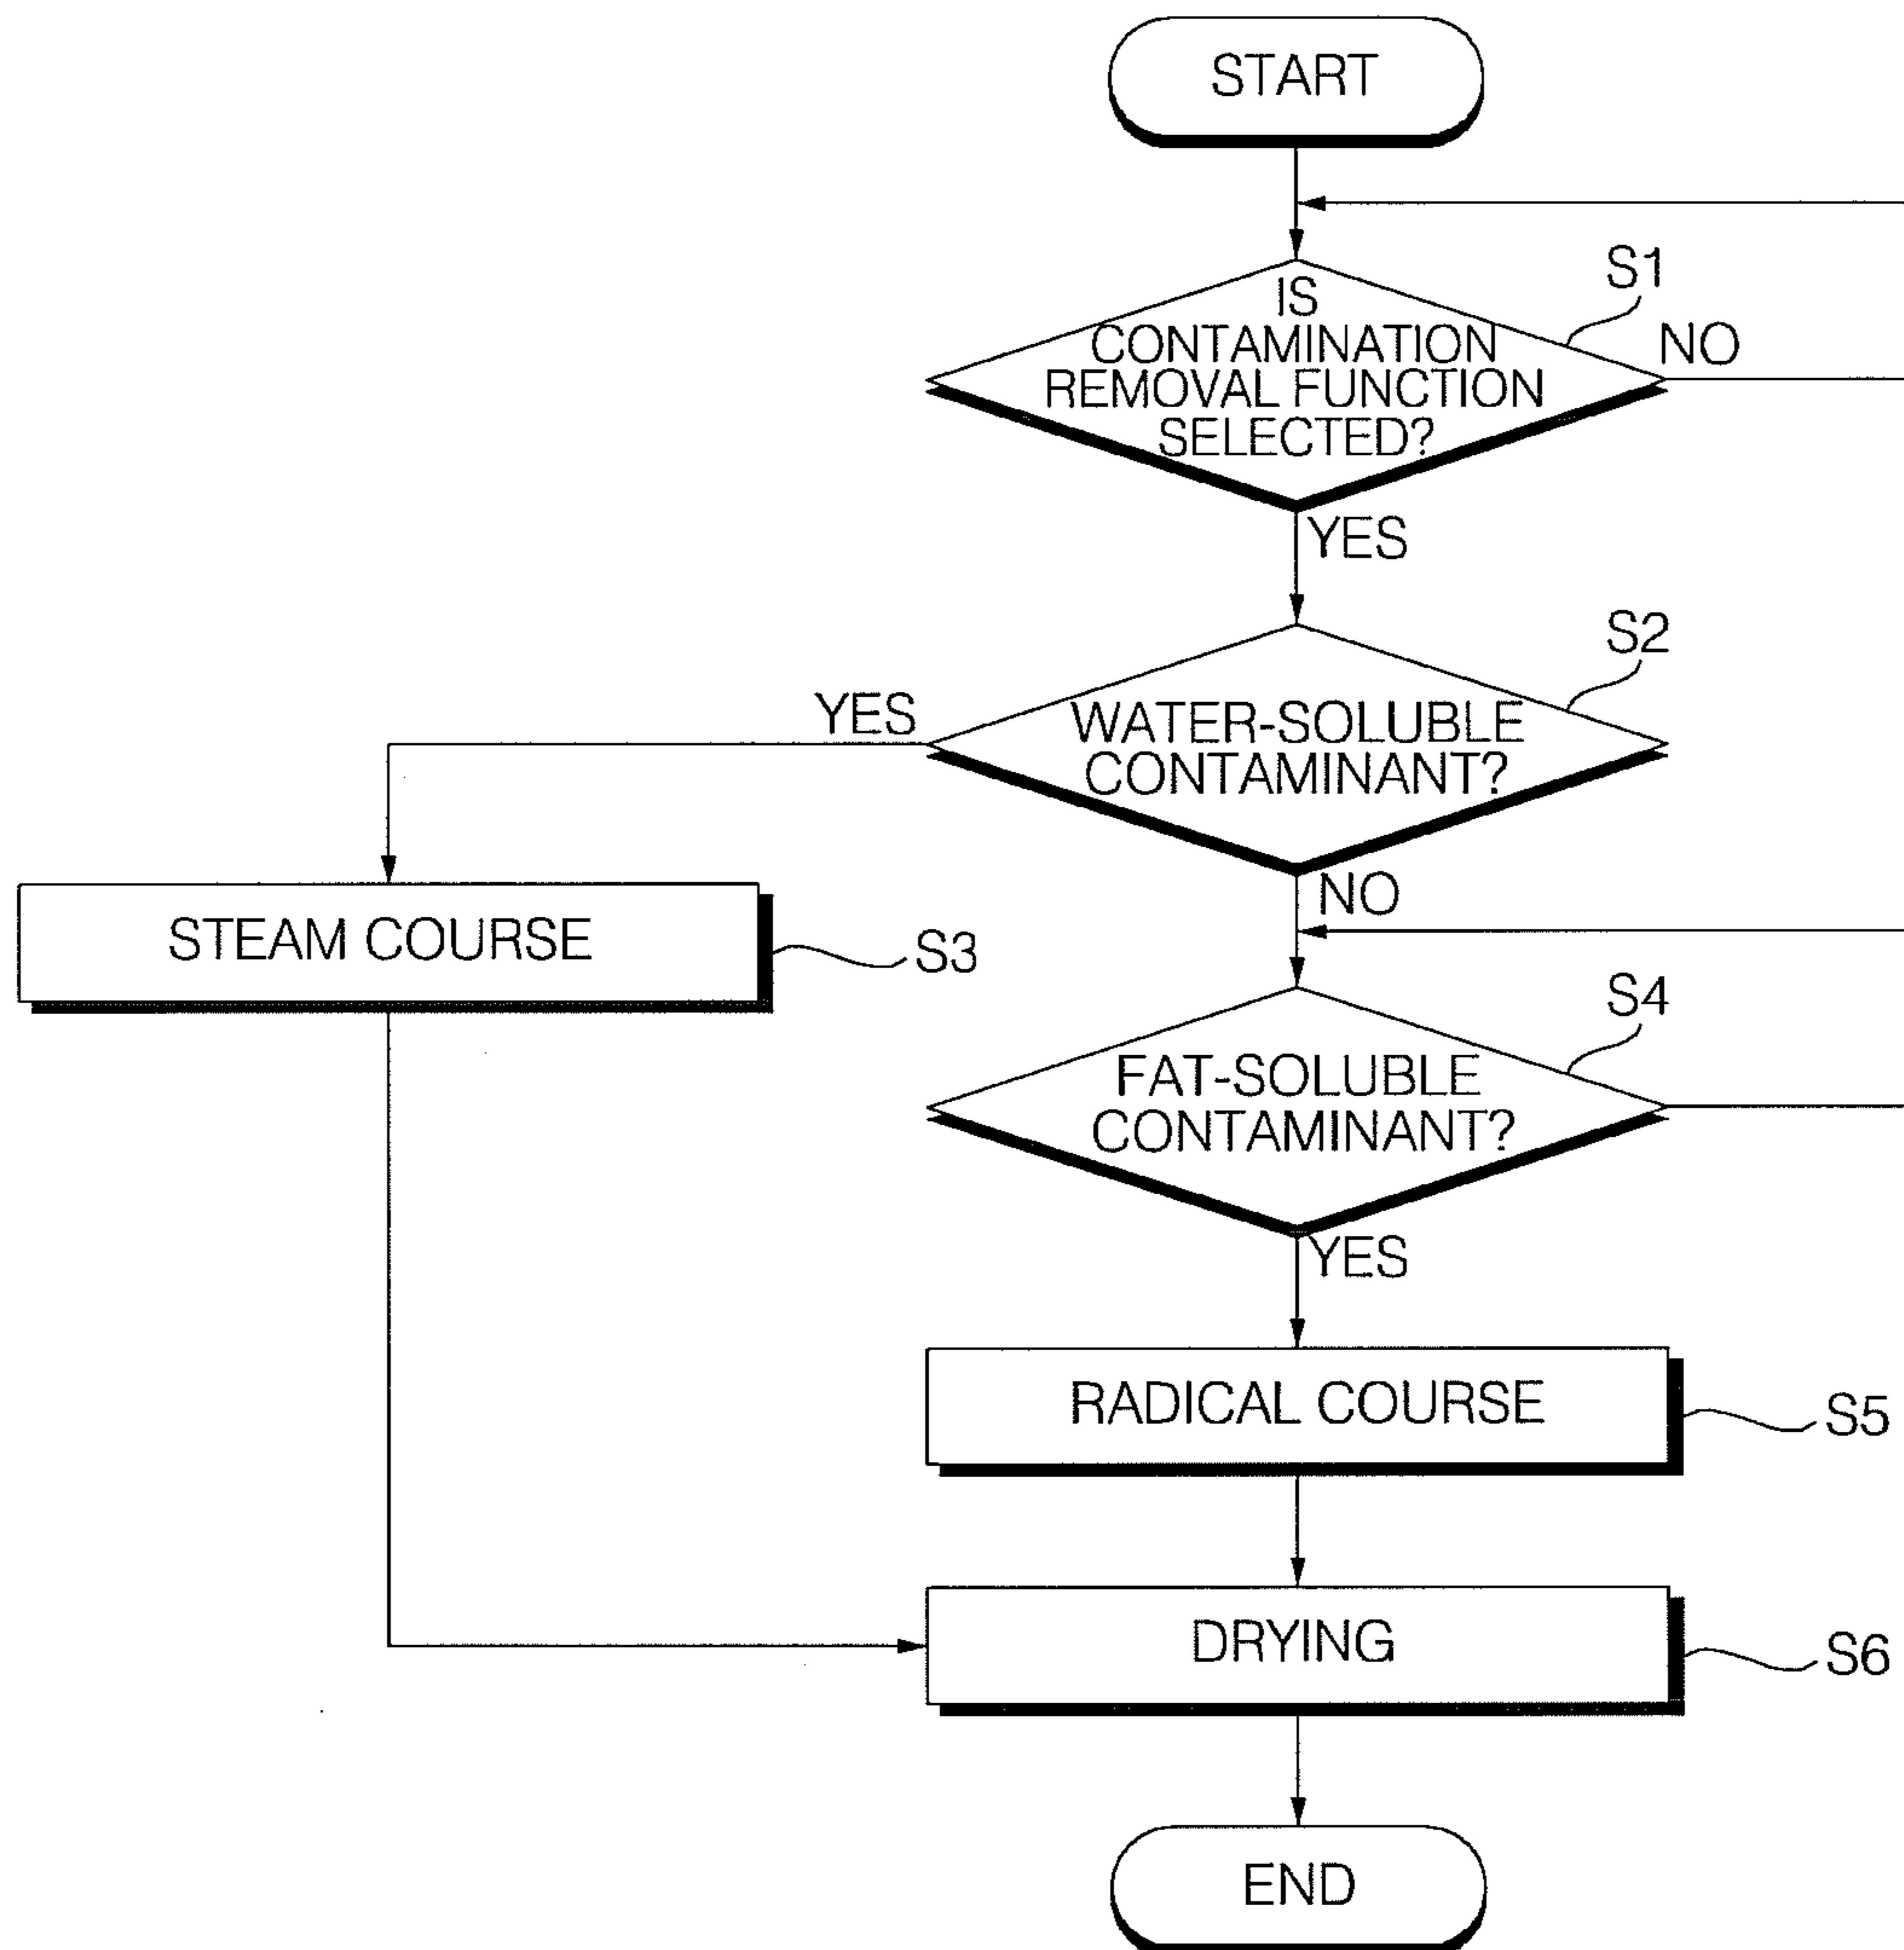 START
S1
IS
CONTAMINATION
REMOVAL FUNCTION
SELECTED?
NO
YES
S2
YES
WATER-SOLUBLE
CONTAMINANT?
NO
STEAM COURSE
S3
S4
FAT-SOLUBLE
CONTAMINANT?
YES
RADICAL COURSE
S5
DRYING
S6
END